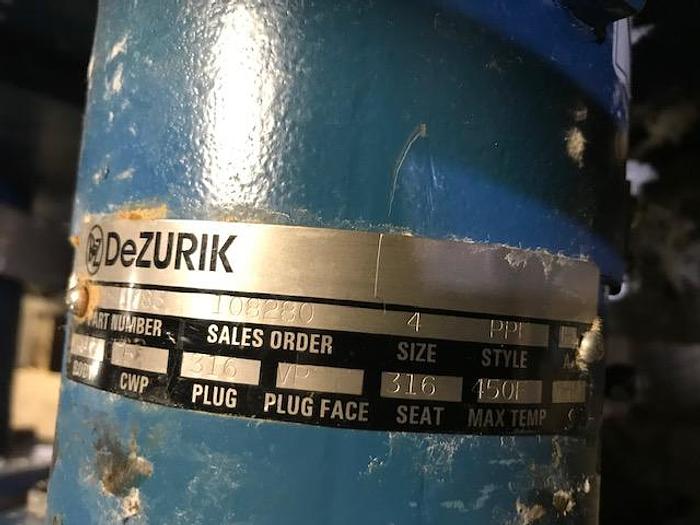 DeZURIK
108280 4
PART NUMBER SALES ORDER SIZE STYLE
316 316 450F
BODY CWP PLUG PLUG FACE SEAT MAX TEMP